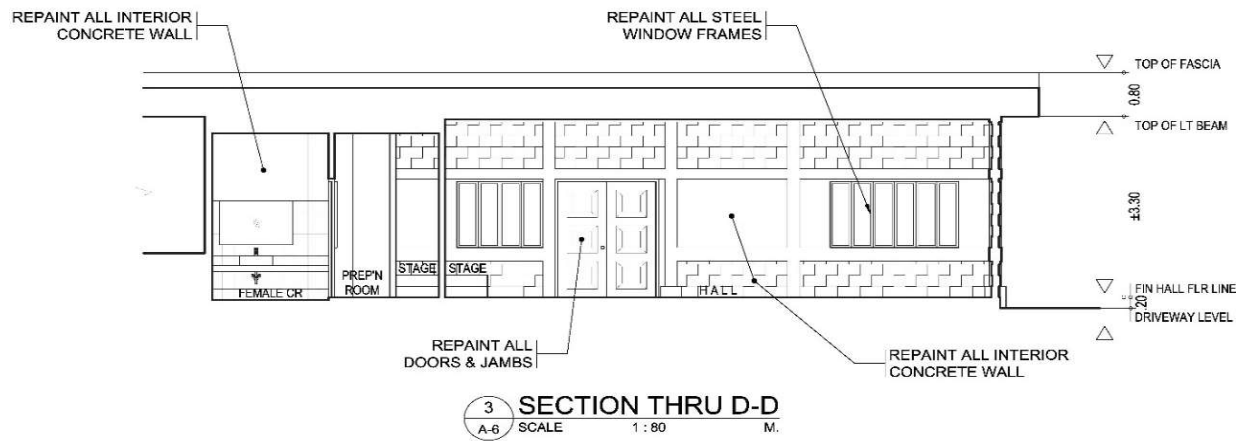 REPAINT ALL INTERIOR
CONCRETE WALL
REPAINT ALL STEEL
WINDOW FRAMES
TOP OF FASCIA
0.80
TOP OF LT BEAM
±3.30
FEMALE CR
PREP'N
ROOM
STAGE
STAGE
HALL
FIN HALL FLR LINE
.20
DRIVEWAY LEVEL
REPAINT ALL
DOORS & JAMBS
REPAINT ALL INTERIOR
CONCRETE WALL
3
A-6
SECTION THRU D-D
SCALE 1 : 80 M.